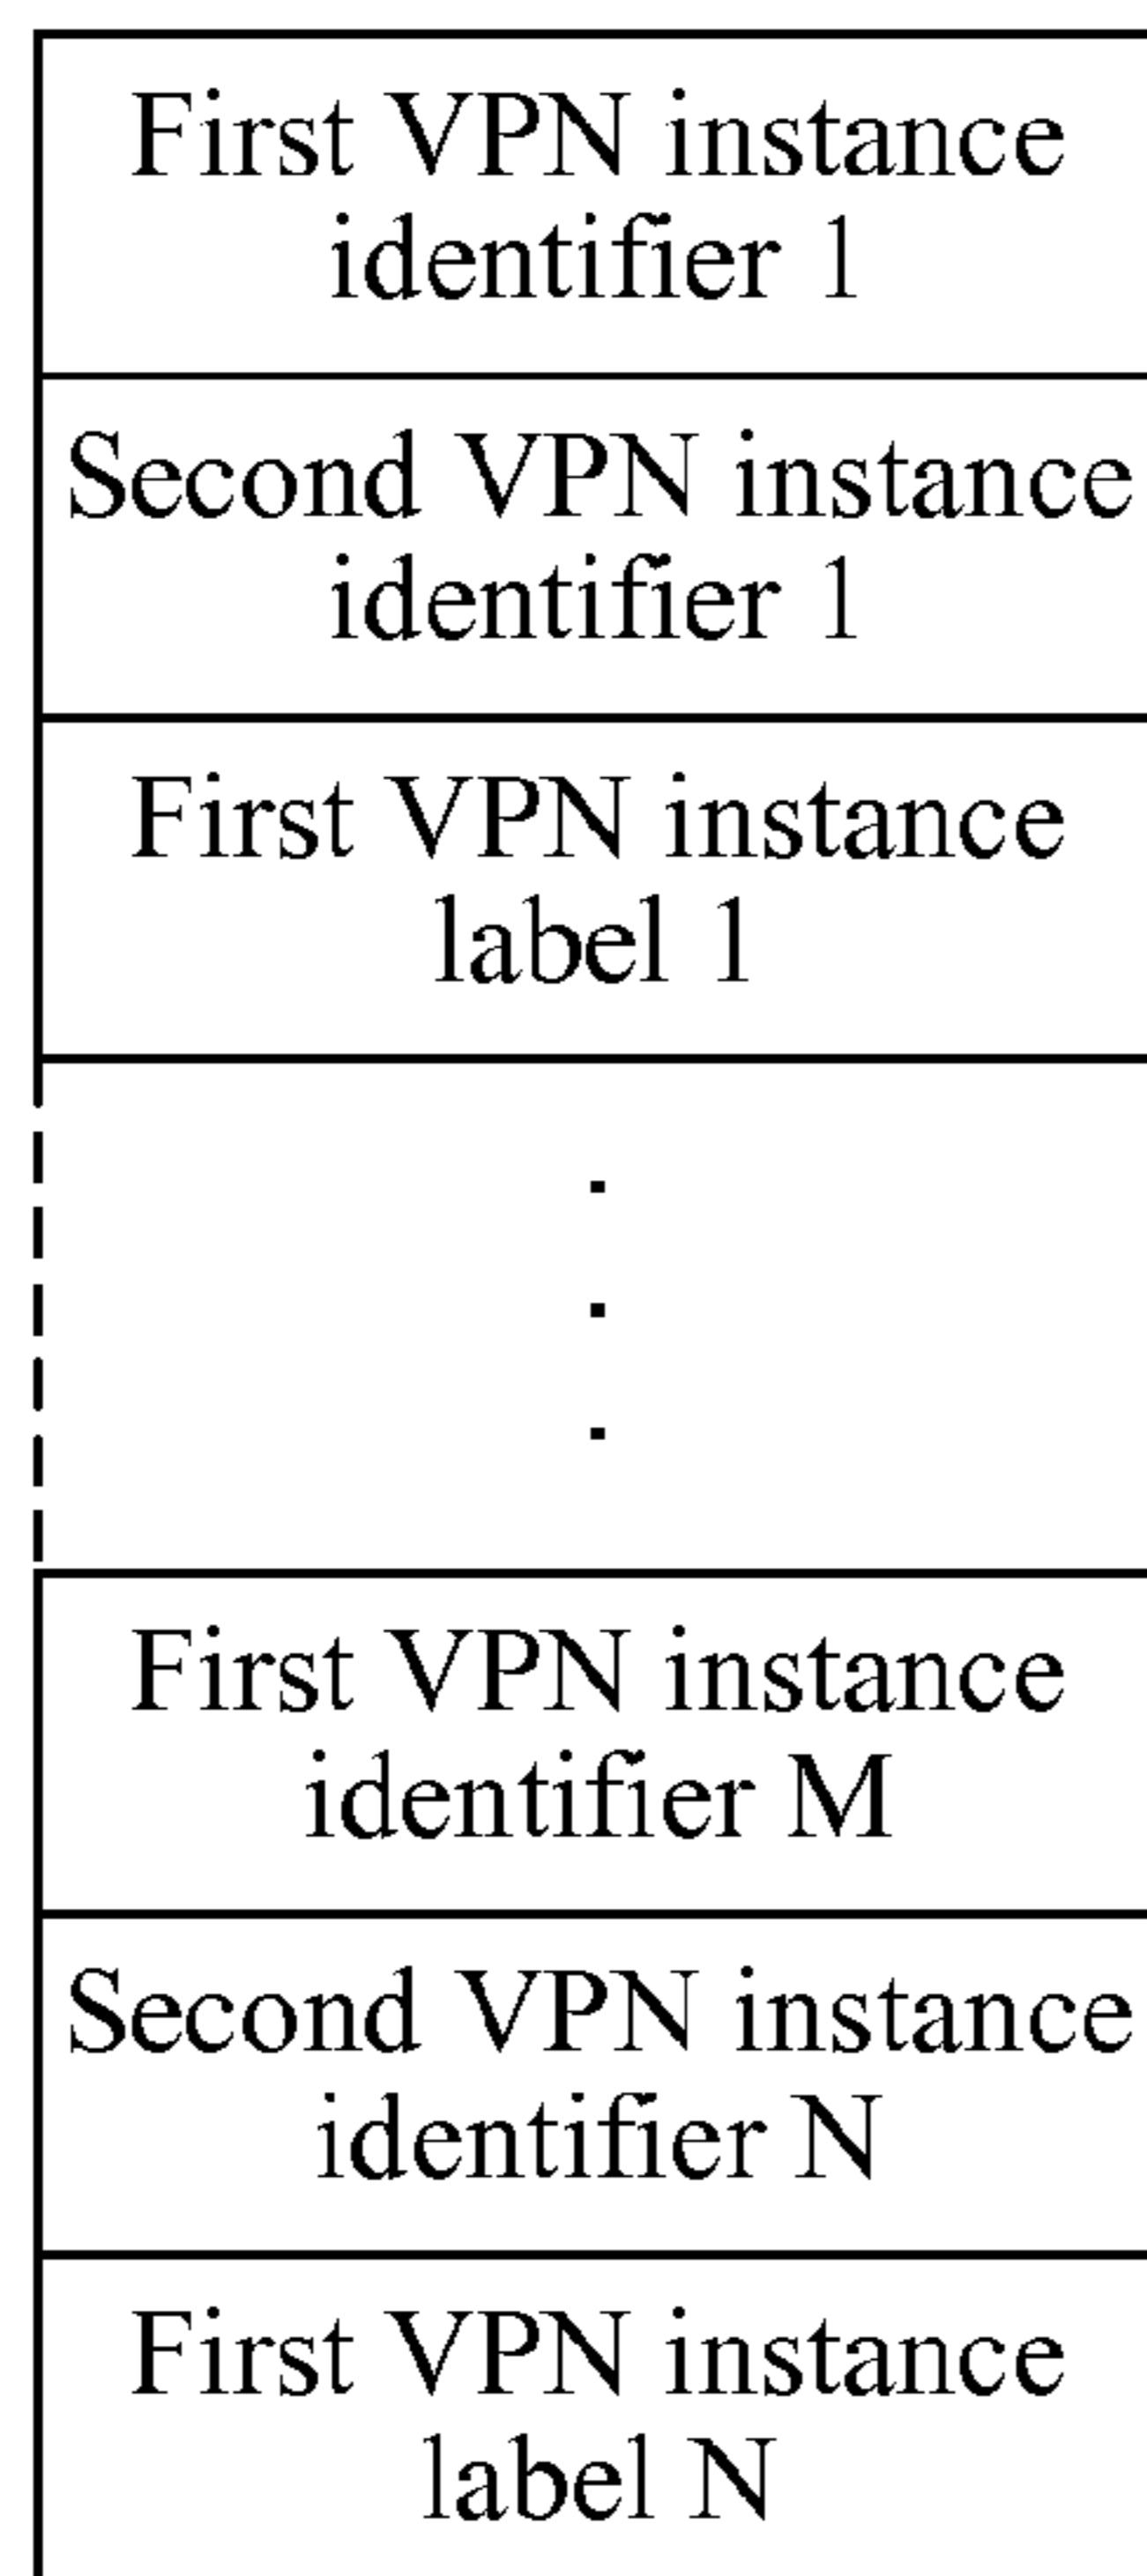 First VPN instance
identifier 1
Second VPN instance
identifier 1
First VPN instance
label 1
.
.
.
First VPN instance
identifier M
Second VPN instance
identifier N
First VPN instance
label N